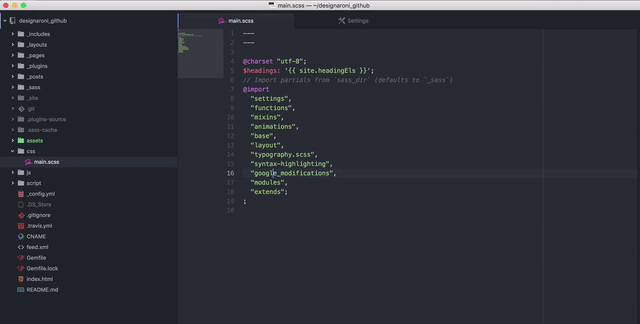 main.scss — ~/designaroni_github
designaroni_github
_includes
_layouts
_pages
_plugins
_posts
_sass
_site
.git
.plugins-source
.sass-cache
assets
css
main.scss
js
script
_config.yml
.DS_Store
.gitignore
.travis.yml
CNAME
feed.xml
Gemfile
Gemfile.lock
index.html
README.md
main.scss
Settings
1 ---
2 ---
3
4 @charset "utf-8";
5 $headings: '{{ site.headingEls }}';
6 // Import partials from `sass_dir` (defaults to `_sass`)
7 @import
8 "settings",
9 "functions",
10 "mixins",
11 "animations",
12 "base",
13 "layout",
14 "typography.scss",
15 "syntax-highlighting",
16 "google_modifications",
17 "modules",
18 "extends";
19 ;
20